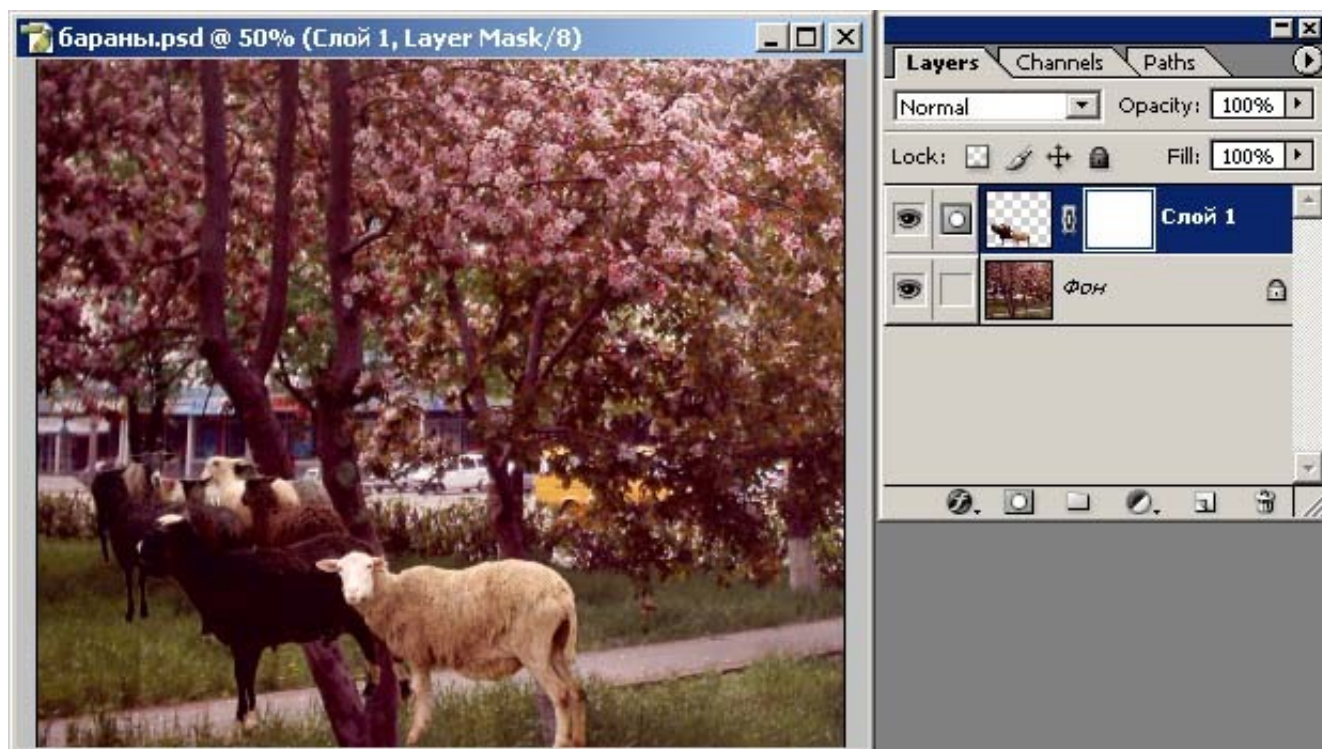 бараны.psd @ 50% (Слой 1, Layer Mask/8)
Layers Channels Paths
Normal Opacity: 100%
Lock: Fill: 100%
Слой 1
Фон